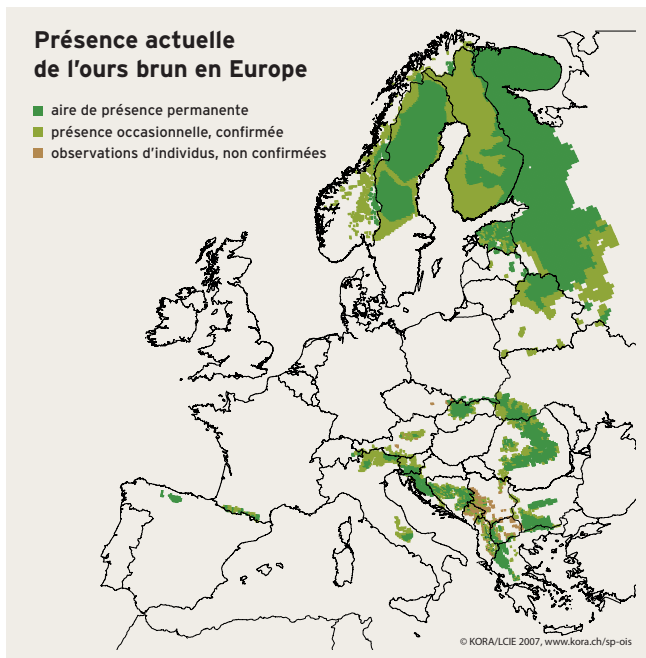 Présence actuelle
de l'ours brun en Europe
aire de présence permanente
présence occasionnelle, confirmée
observations d'individus, non confirmées
© KORA/LCIE 2007, www.kora.ch/sp-ois